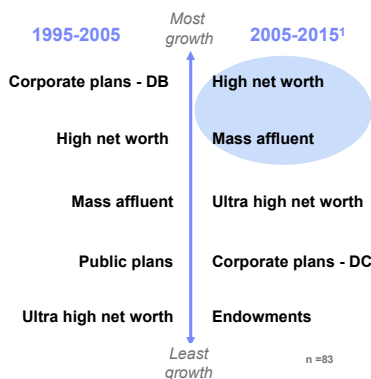 Most
growth
1995-2005
2005-2015¹
Corporate plans - DB
High net worth
High net worth
Mass affluent
Mass affluent
Ultra high net worth
Public plans
Corporate plans - DC
Ultra high net worth
Endowments
Least
growth
n =83